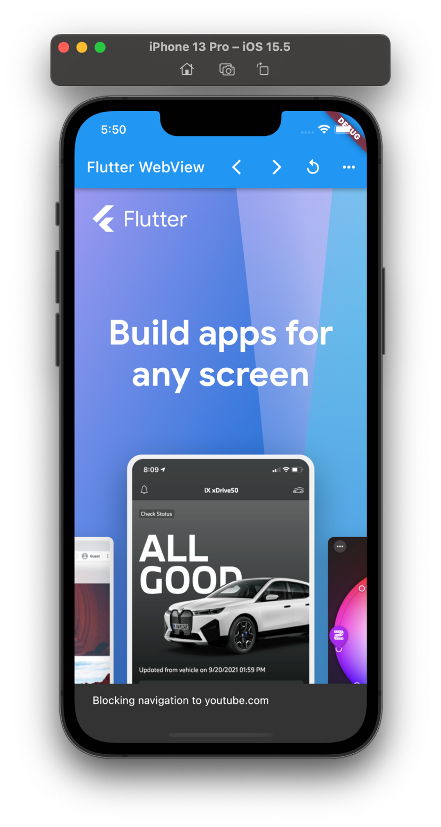 iPhone 13 Pro – iOS 15.5
5:50
DEBUG
Flutter WebView
Flutter
Build apps for
any screen
8:09
iX xDrive50
Check Status
Guest
ALL
GOOD
Updated from vehicle on 9/20/2021 01:59 PM
Blocking navigation to youtube.com